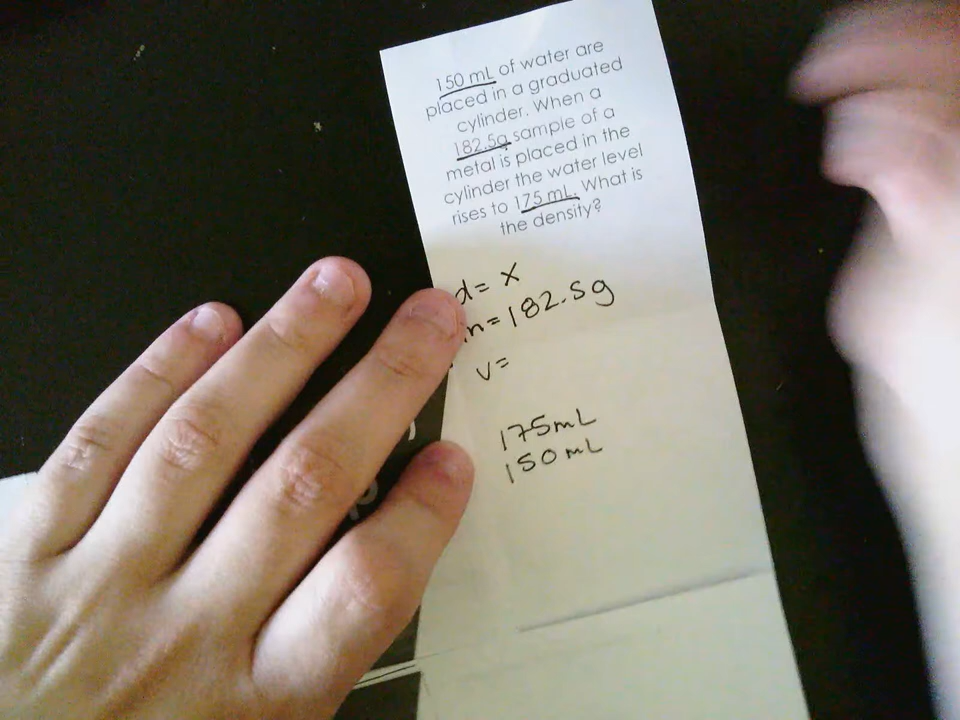 150 mL of water are
placed in a graduated
cylinder. When a
182.5g sample of a
metal is placed in the
cylinder the water level
rises to 175 mL. What is
the density?
d = x
m = 182.5g
v =
175mL
150mL